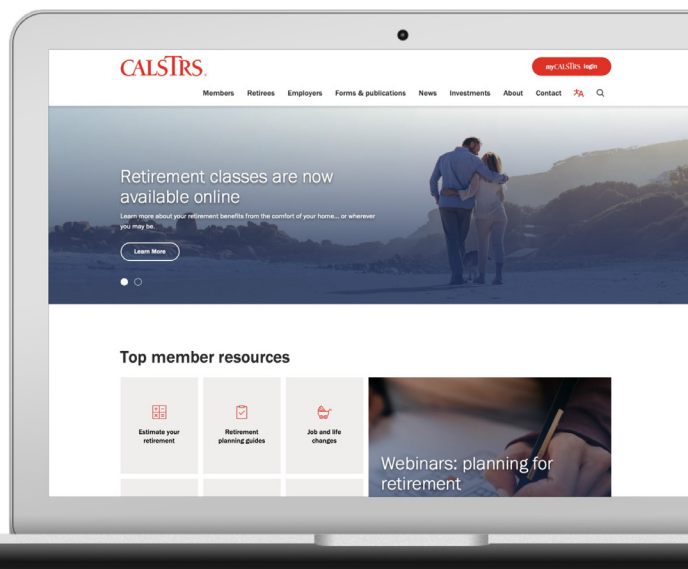 CALSTRS
myCALSTRS login
Members Retirees Employers Forms & publications News Investments About Contact
Retirement classes are now
available online
Learn more about your retirement benefits from the comfort of your home... or wherever
you may be.
Learn More
Top member resources
Estimate your
retirement
Retirement
planning guides
Job and life
changes
Webinars: planning for
retirement